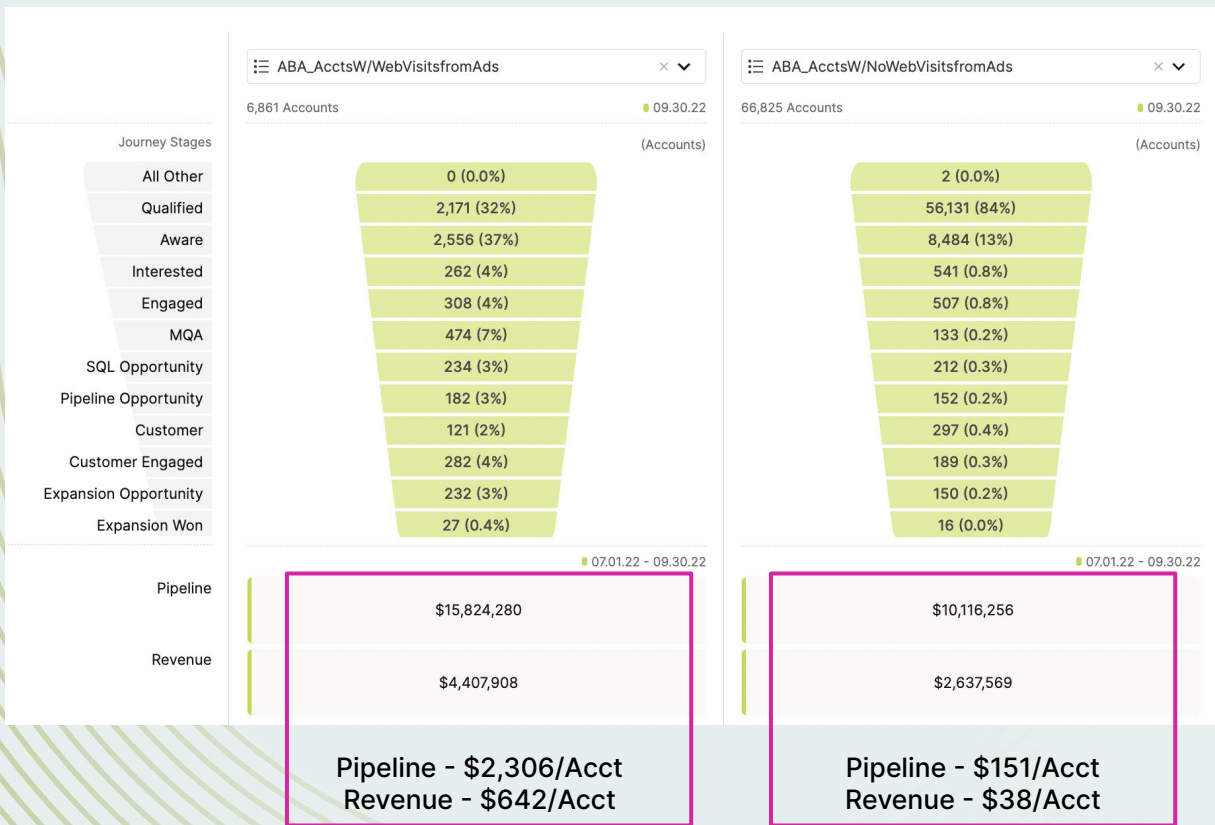 ABA_AcctsW/WebVisitsfromAds
ABA_AcctsW/NoWebVisitsfromAds
6,861 Accounts 09.30.22
66,825 Accounts 09.30.22
Journey Stages (Accounts) (Accounts)
All Other 0 (0.0%) 2 (0.0%)
Qualified 2,171 (32%) 56,131 (84%)
Aware 2,556 (37%) 8,484 (13%)
Interested 262 (4%) 541 (0.8%)
Engaged 308 (4%) 507 (0.8%)
MQA 474 (7%) 133 (0.2%)
SQL Opportunity 234 (3%) 212 (0.3%)
Pipeline Opportunity 182 (3%) 152 (0.2%)
Customer 121 (2%) 297 (0.4%)
Customer Engaged 282 (4%) 189 (0.3%)
Expansion Opportunity 232 (3%) 150 (0.2%)
Expansion Won 27 (0.4%) 16 (0.0%)
07.01.22 - 09.30.22 07.01.22 - 09.30.22
Pipeline $15,824,280 $10,116,256
Revenue $4,407,908 $2,637,569
Pipeline - $2,306/Acct
Revenue - $642/Acct
Pipeline - $151/Acct
Revenue - $38/Acct